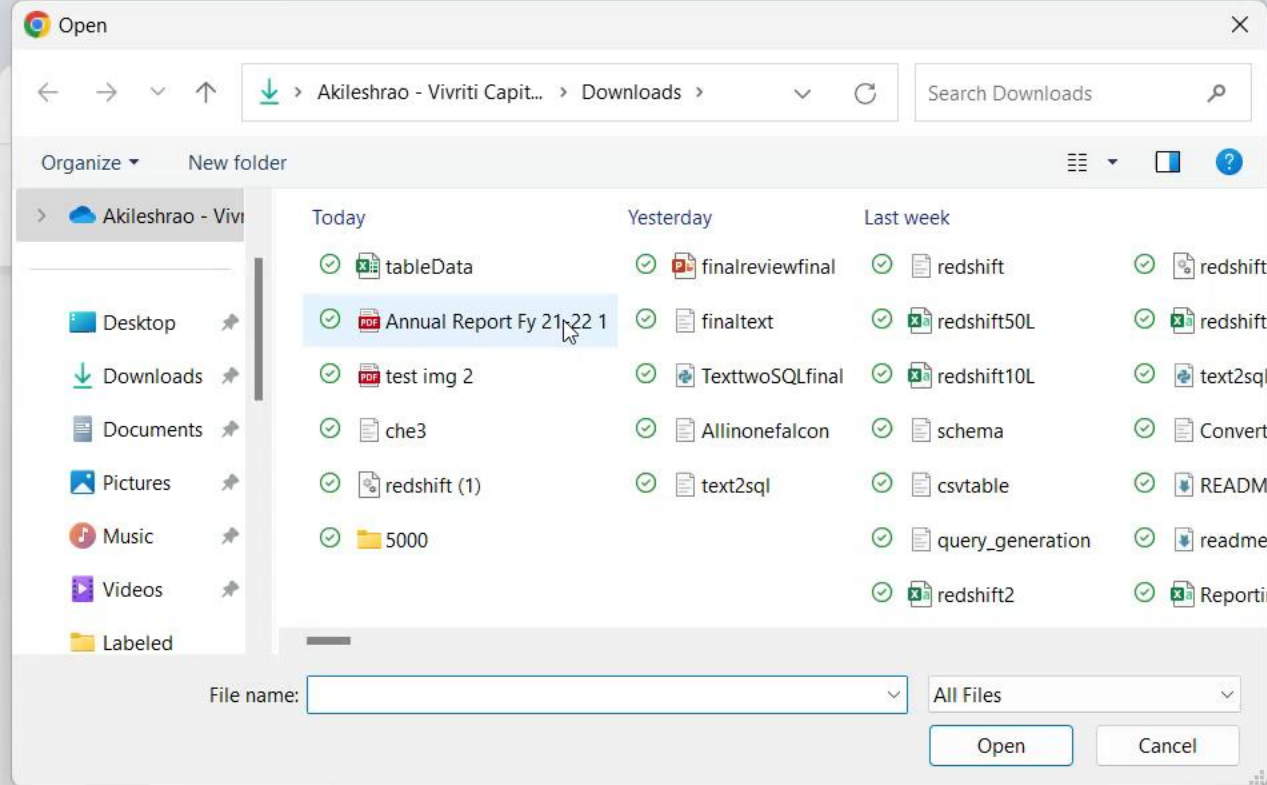 Open
Akileshrao - Vivriti Capit... > Downloads >
Search Downloads
Organize
New folder
Akileshrao - Vivr
Desktop
Downloads
Documents
Pictures
Music
Videos
Labeled
Today
tableData
Annual Report Fy 21-22 1
test img 2
che3
redshift (1)
5000
Yesterday
finalreviewfinal
finaltext
TexttwoSQLfinal
Allinonefalcon
text2sql
Last week
redshift
redshift50L
redshift10L
schema
csvtable
query_generation
redshift2
redshift
redshift
text2sql
Convert
READM
readme
Reporti
File name:
All Files
Open
Cancel